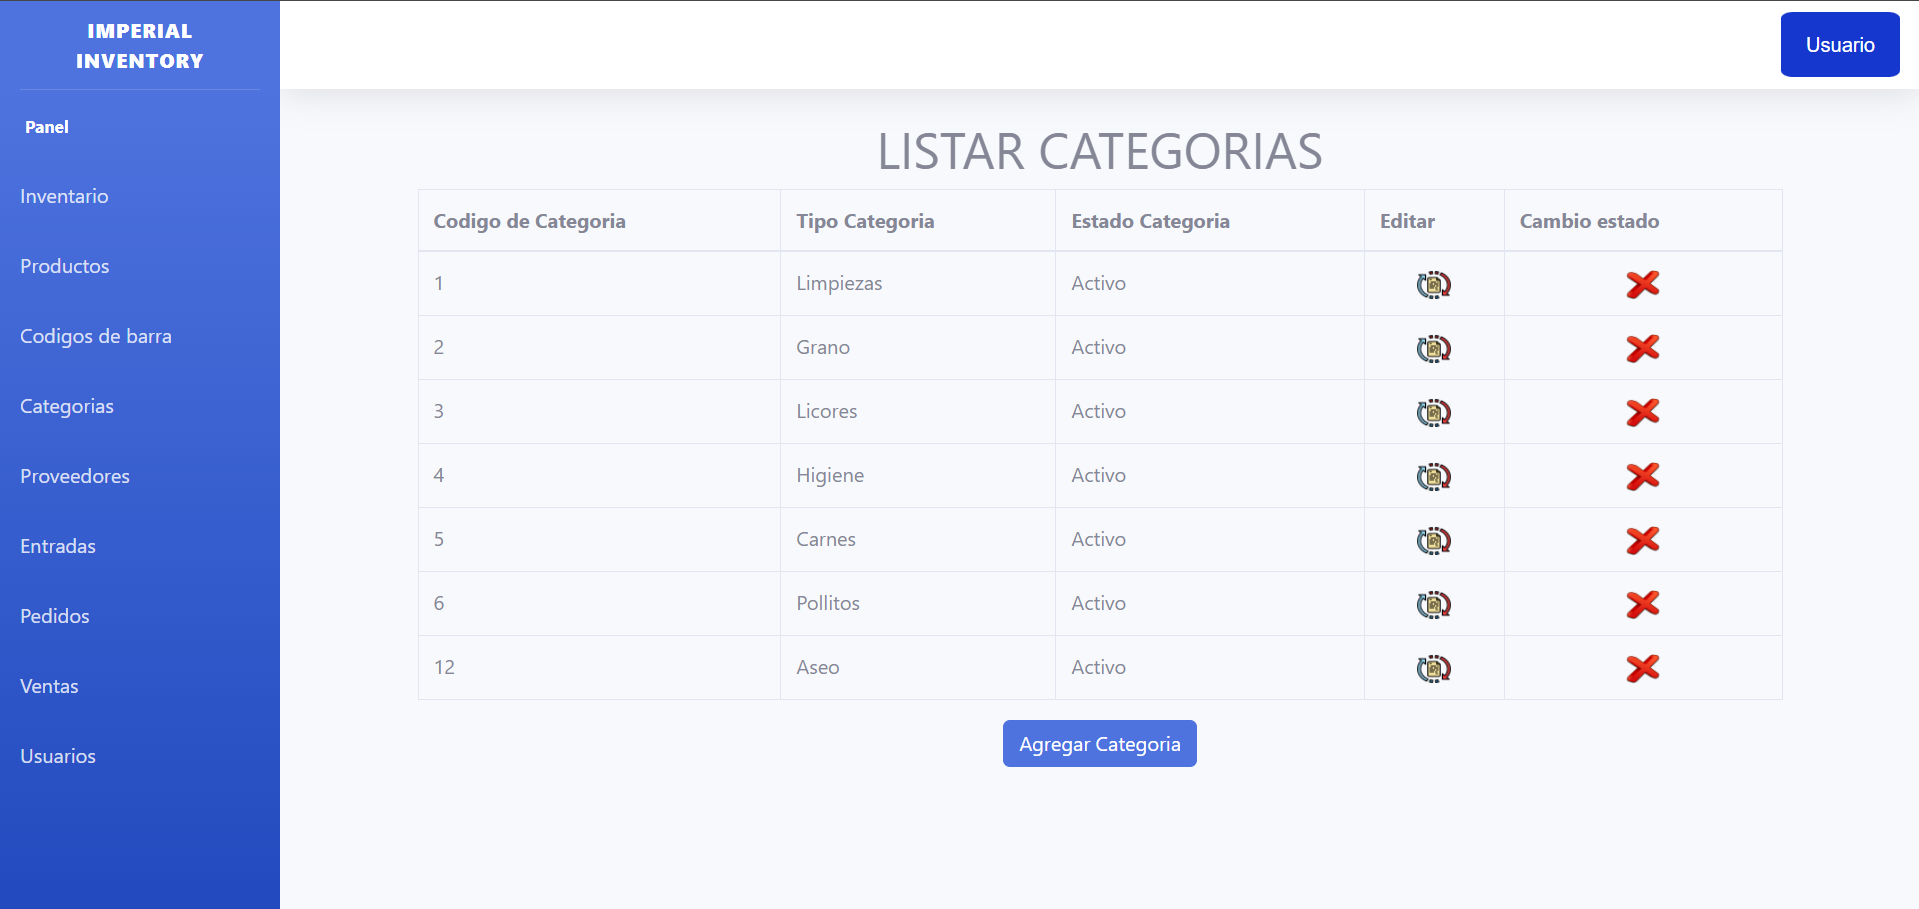 IMPERIAL
INVENTORY
Usuario
Panel
Inventario
Productos
Codigos de barra
Categorias
Proveedores
Entradas
Pedidos
Ventas
Usuarios
LISTAR CATEGORIAS
Codigo de Categoria Tipo Categoria Estado Categoria Editar Cambio estado
1 Limpiezas Activo
2 Grano Activo
3 Licores Activo
4 Higiene Activo
5 Carnes Activo
6 Pollitos Activo
12 Aseo Activo
Agregar Categoria